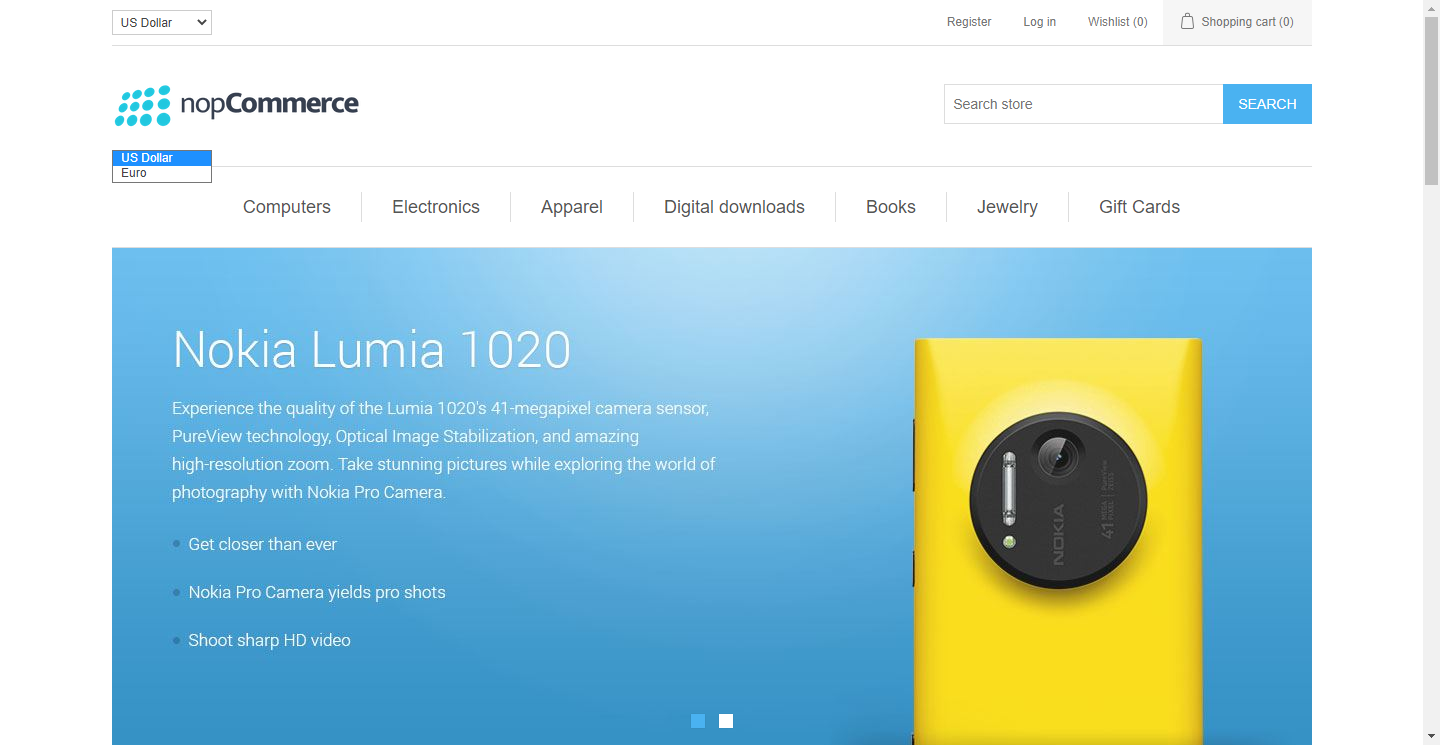 US Dollar
Register
Log in
Wishlist (0)
Shopping cart (0)
nopCommerce
Search store
SEARCH
US Dollar
Euro
Computers
Electronics
Apparel
Digital downloads
Books
Jewelry
Gift Cards
Nokia Lumia 1020
Experience the quality of the Lumia 1020's 41-megapixel camera sensor,
PureView technology, Optical Image Stabilization, and amazing
high-resolution zoom. Take stunning pictures while exploring the world of
photography with Nokia Pro Camera.
Get closer than ever
Nokia Pro Camera yields pro shots
Shoot sharp HD video
NOKIA
41 MEGA PIXEL
PureView
ZEISS